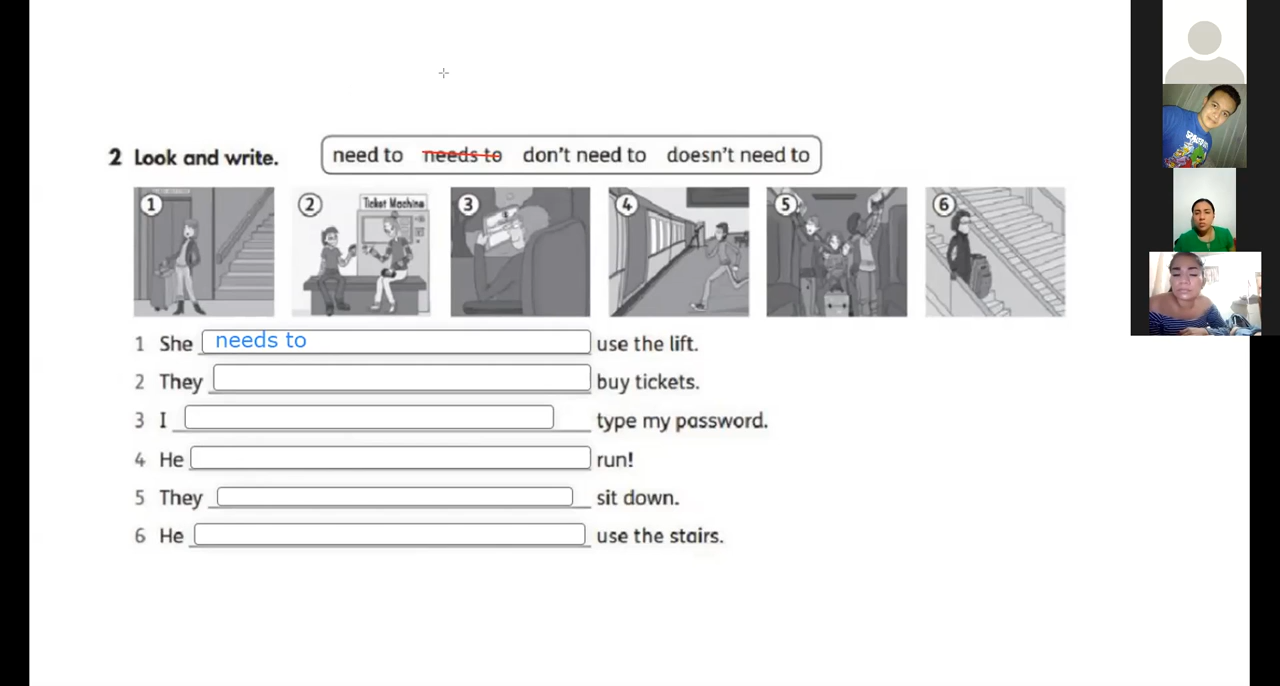 2 Look and write.
need to needs to don't need to doesn't need to
1 2 Ticket Machine 3 4 5 6
1 She needs to use the lift.
2 They buy tickets.
3 I type my password.
4 He run!
5 They sit down.
6 He use the stairs.